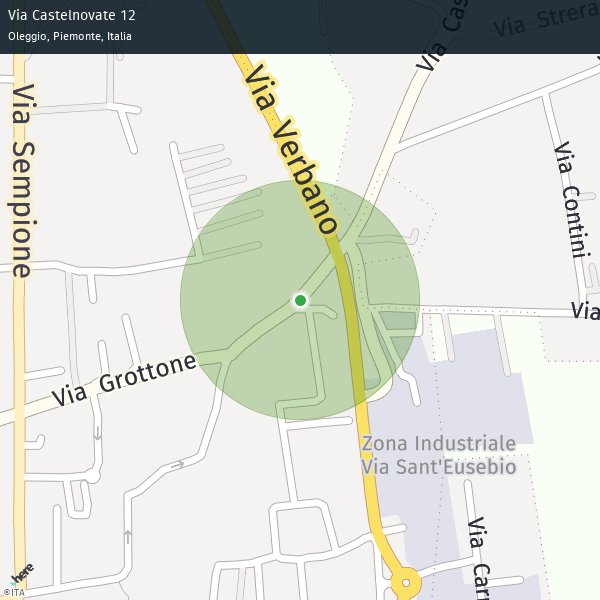 Via Castelnovate 12
Oleggio, Piemonte, Italia
Via Cas
Via Strera
Via Sempione
Via Verbano
Via Contini
Via
Via Grottone
Zona Industriale
Via Sant'Eusebio
Via Carr
here
©ITA